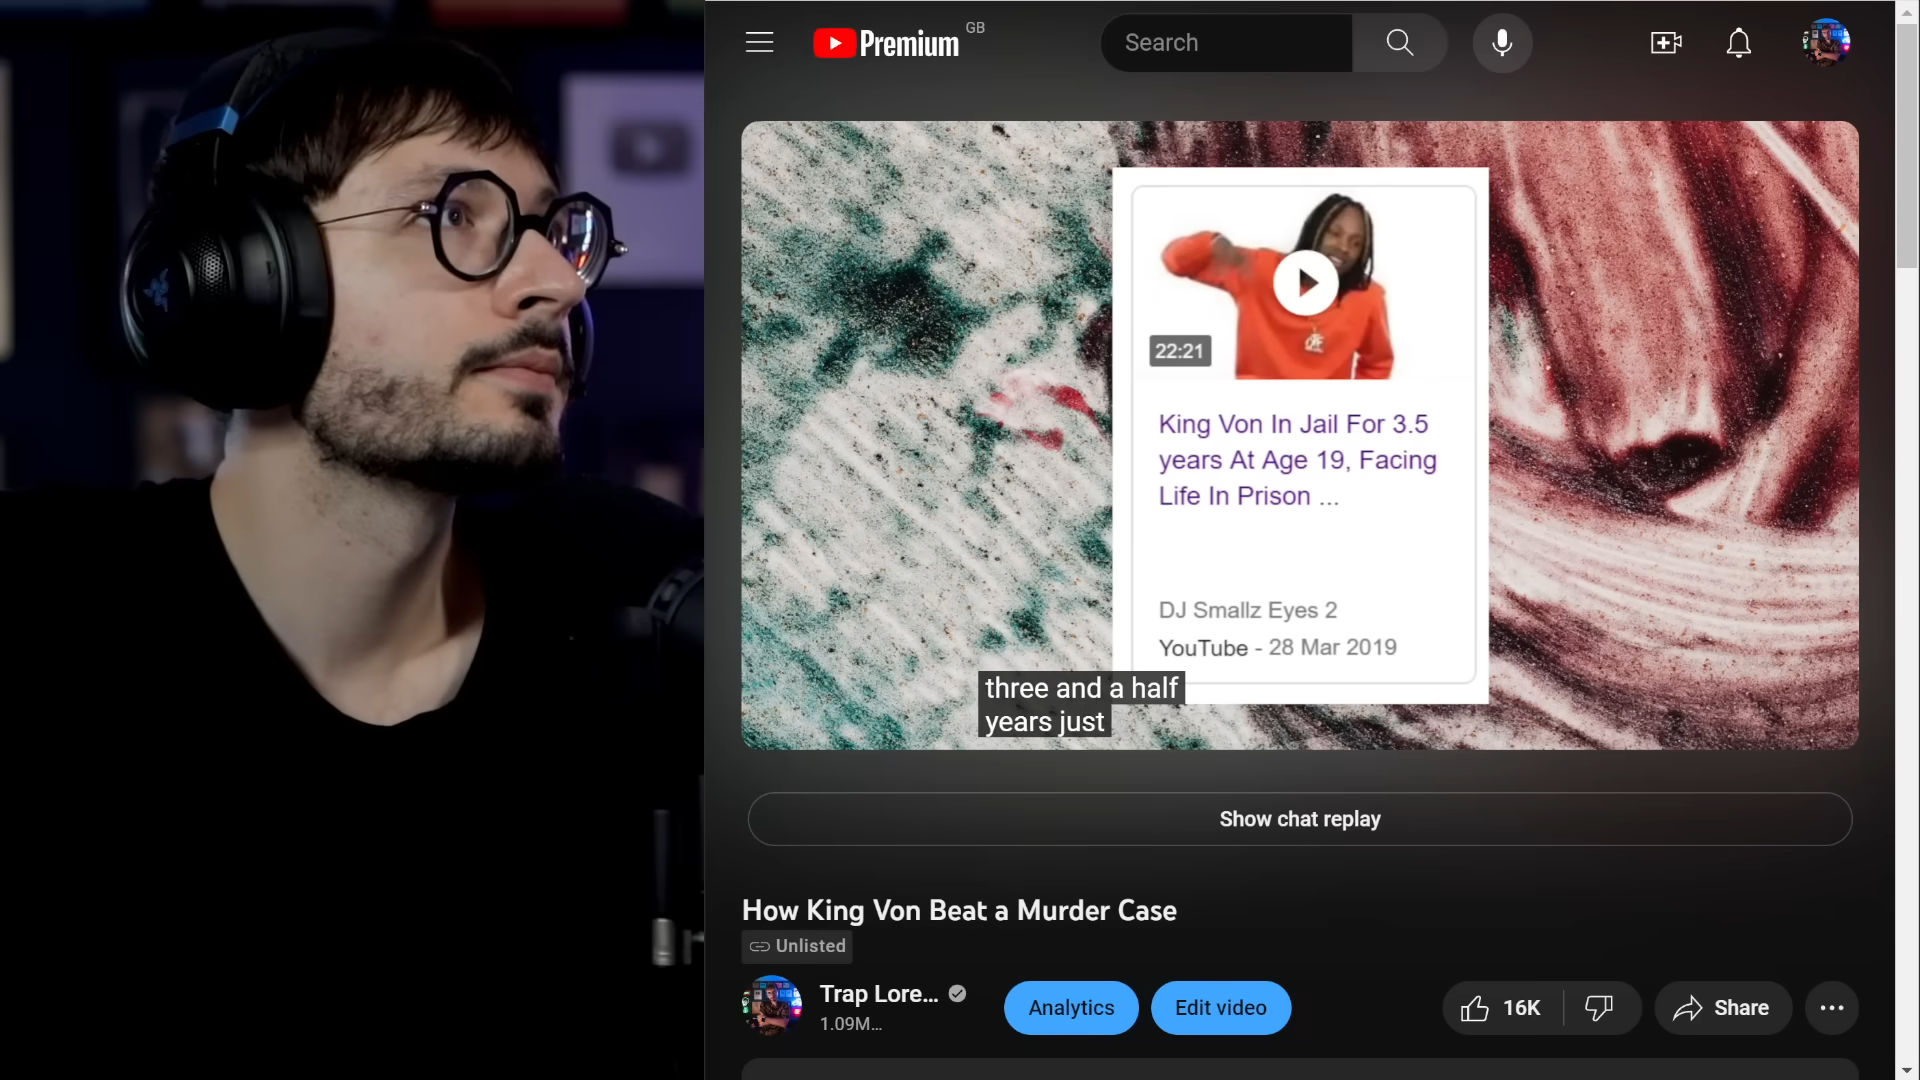 Premium
GB
Search
22:21
King Von In Jail For 3.5
years At Age 19, Facing
Life In Prison ...
DJ Smallz Eyes 2
YouTube - 28 Mar 2019
three and a half
years just
Show chat replay
How King Von Beat a Murder Case
Unlisted
Trap Lore...
1.09M...
Analytics
Edit video
16K
Share